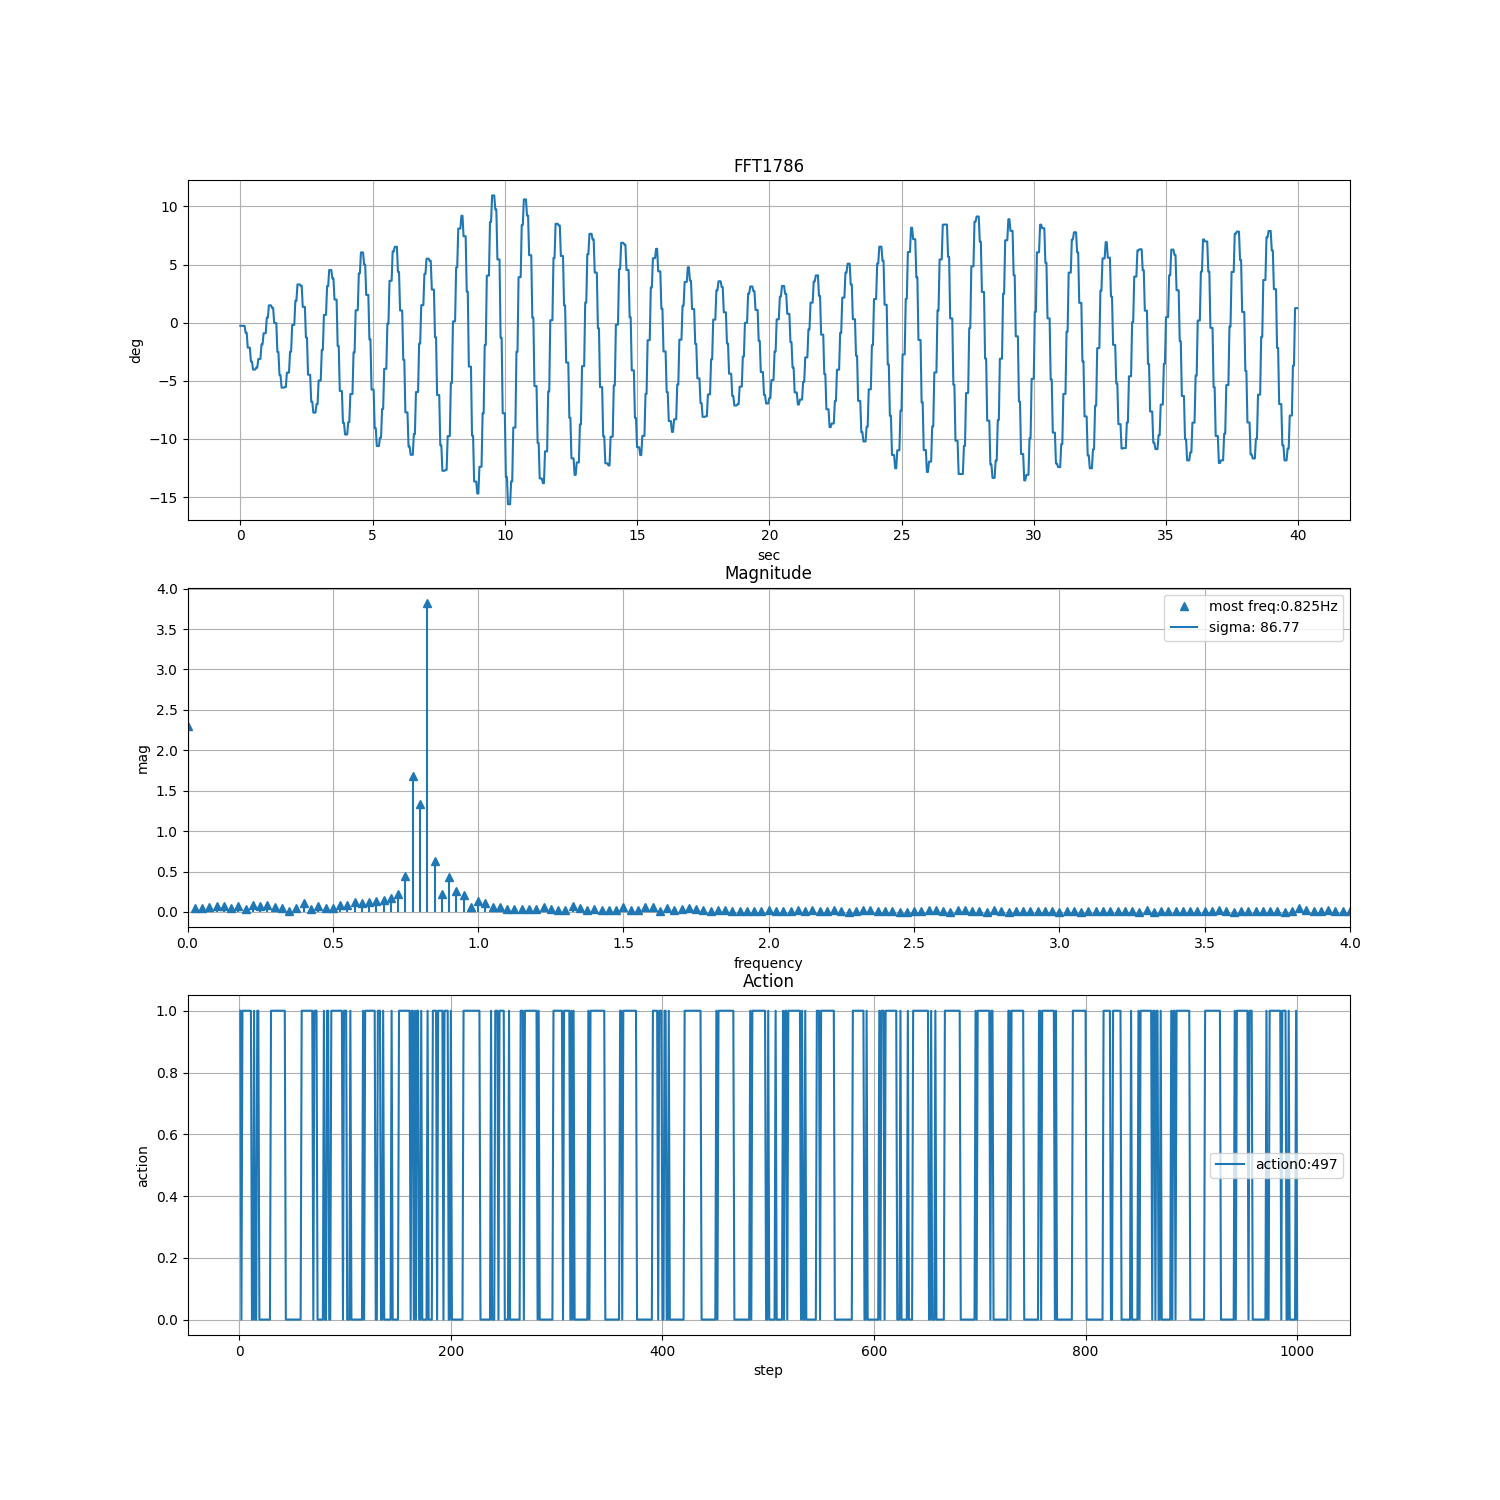 FFT1786
10
5
0
−5
−10
−15
deg
0 5 10 15 20 25 30 35 40
sec
Magnitude
4.0
3.5
3.0
2.5
2.0
1.5
1.0
0.5
0.0
mag
most freq:0.825Hz
sigma: 86.77
0.0 0.5 1.0 1.5 2.0 2.5 3.0 3.5 4.0
frequency
Action
1.0
0.8
0.6
0.4
0.2
0.0
action
action0:497
0 200 400 600 800 1000
step